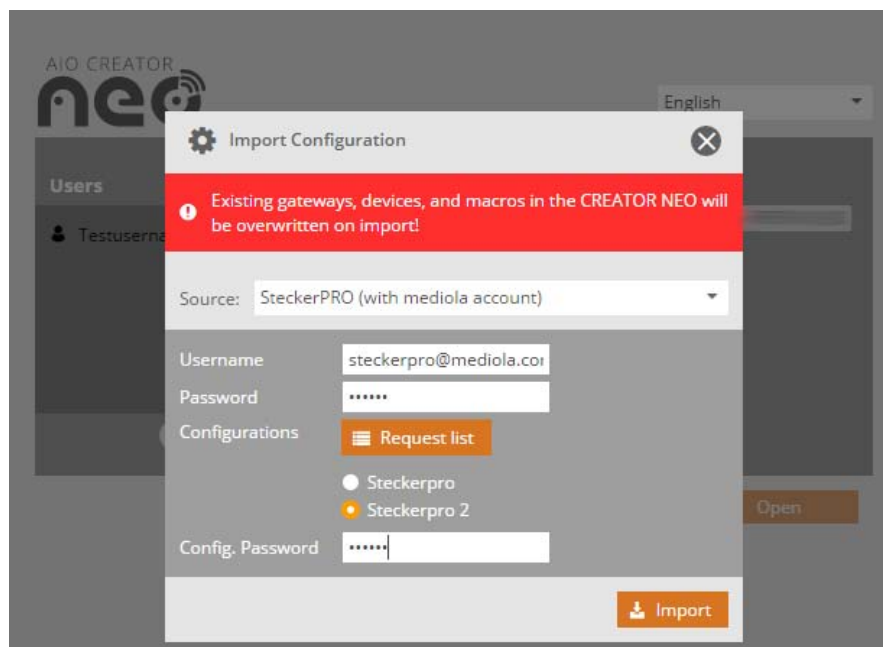 AIO CREATOR
neo
English
Import Configuration
Users
Existing gateways, devices, and macros in the CREATOR NEO will
be overwritten on import!
Source: SteckerPRO (with mediola account)
Username steckerpro@mediola.co
Password ••••••
Configurations Request list
Steckerpro
Steckerpro 2
Open
Config. Password ••••••
Import